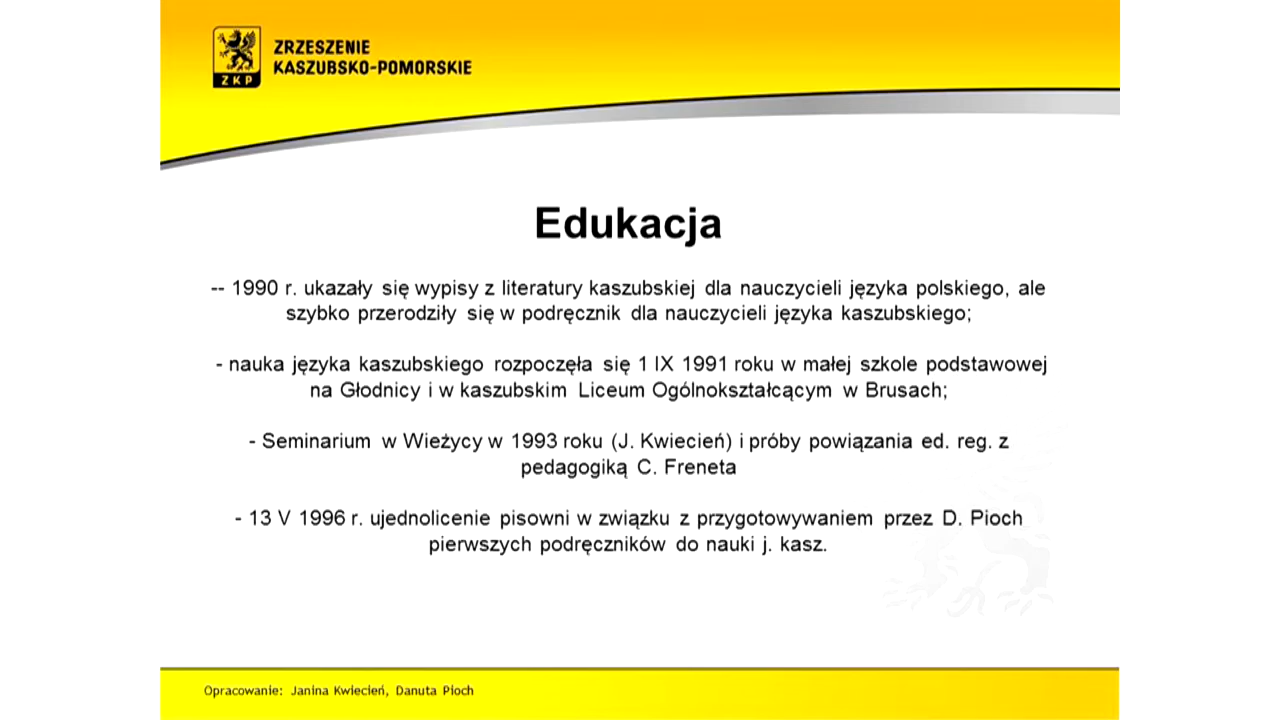 ZRZESZENIE
KASZUBSKO-POMORSKIE
ZKP
Edukacja
-- 1990 r. ukazały się wypisy z literatury kaszubskiej dla nauczycieli języka polskiego, ale
szybko przerodziły się w podręcznik dla nauczycieli języka kaszubskiego;
- nauka języka kaszubskiego rozpoczęła się 1 IX 1991 roku w małej szkole podstawowej
na Głodnicy i w kaszubskim Liceum Ogólnokształcącym w Brusach;
- Seminarium w Wieżycy w 1993 roku (J. Kwiecień) i próby powiązania ed. reg. z
pedagogiką C. Freneta
- 13 V 1996 r. ujednolicenie pisowni w związku z przygotowywaniem przez D. Pioch
pierwszych podręczników do nauki j. kasz.
Opracowanie: Janina Kwiecień, Danuta Pioch